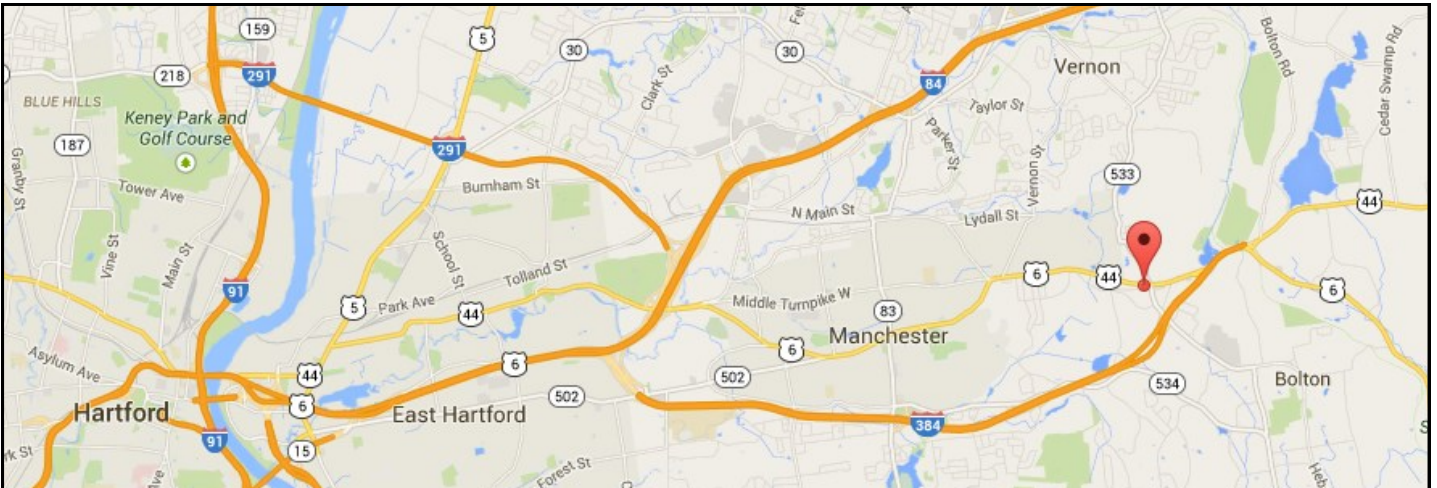 159
5
30
30
Vernon
Bolton Rd
Cedar Swamp Rd
218
291
84
Clark St
BLUE HILLS
Keney Park and
Golf Course
Taylor St
Parker St
187
291
Granby St
Tower Ave
Burnham St
Vernon St
533
44
N Main St
Lydall St
Vine St
Main St
School St
Tolland St
6
44
91
5
Park Ave
44
Middle Turnpike W
83
6
Manchester
Asylum Ave
6
6
44
502
534
Bolton
Hartford
6
East Hartford
502
384
91
15
Forest St